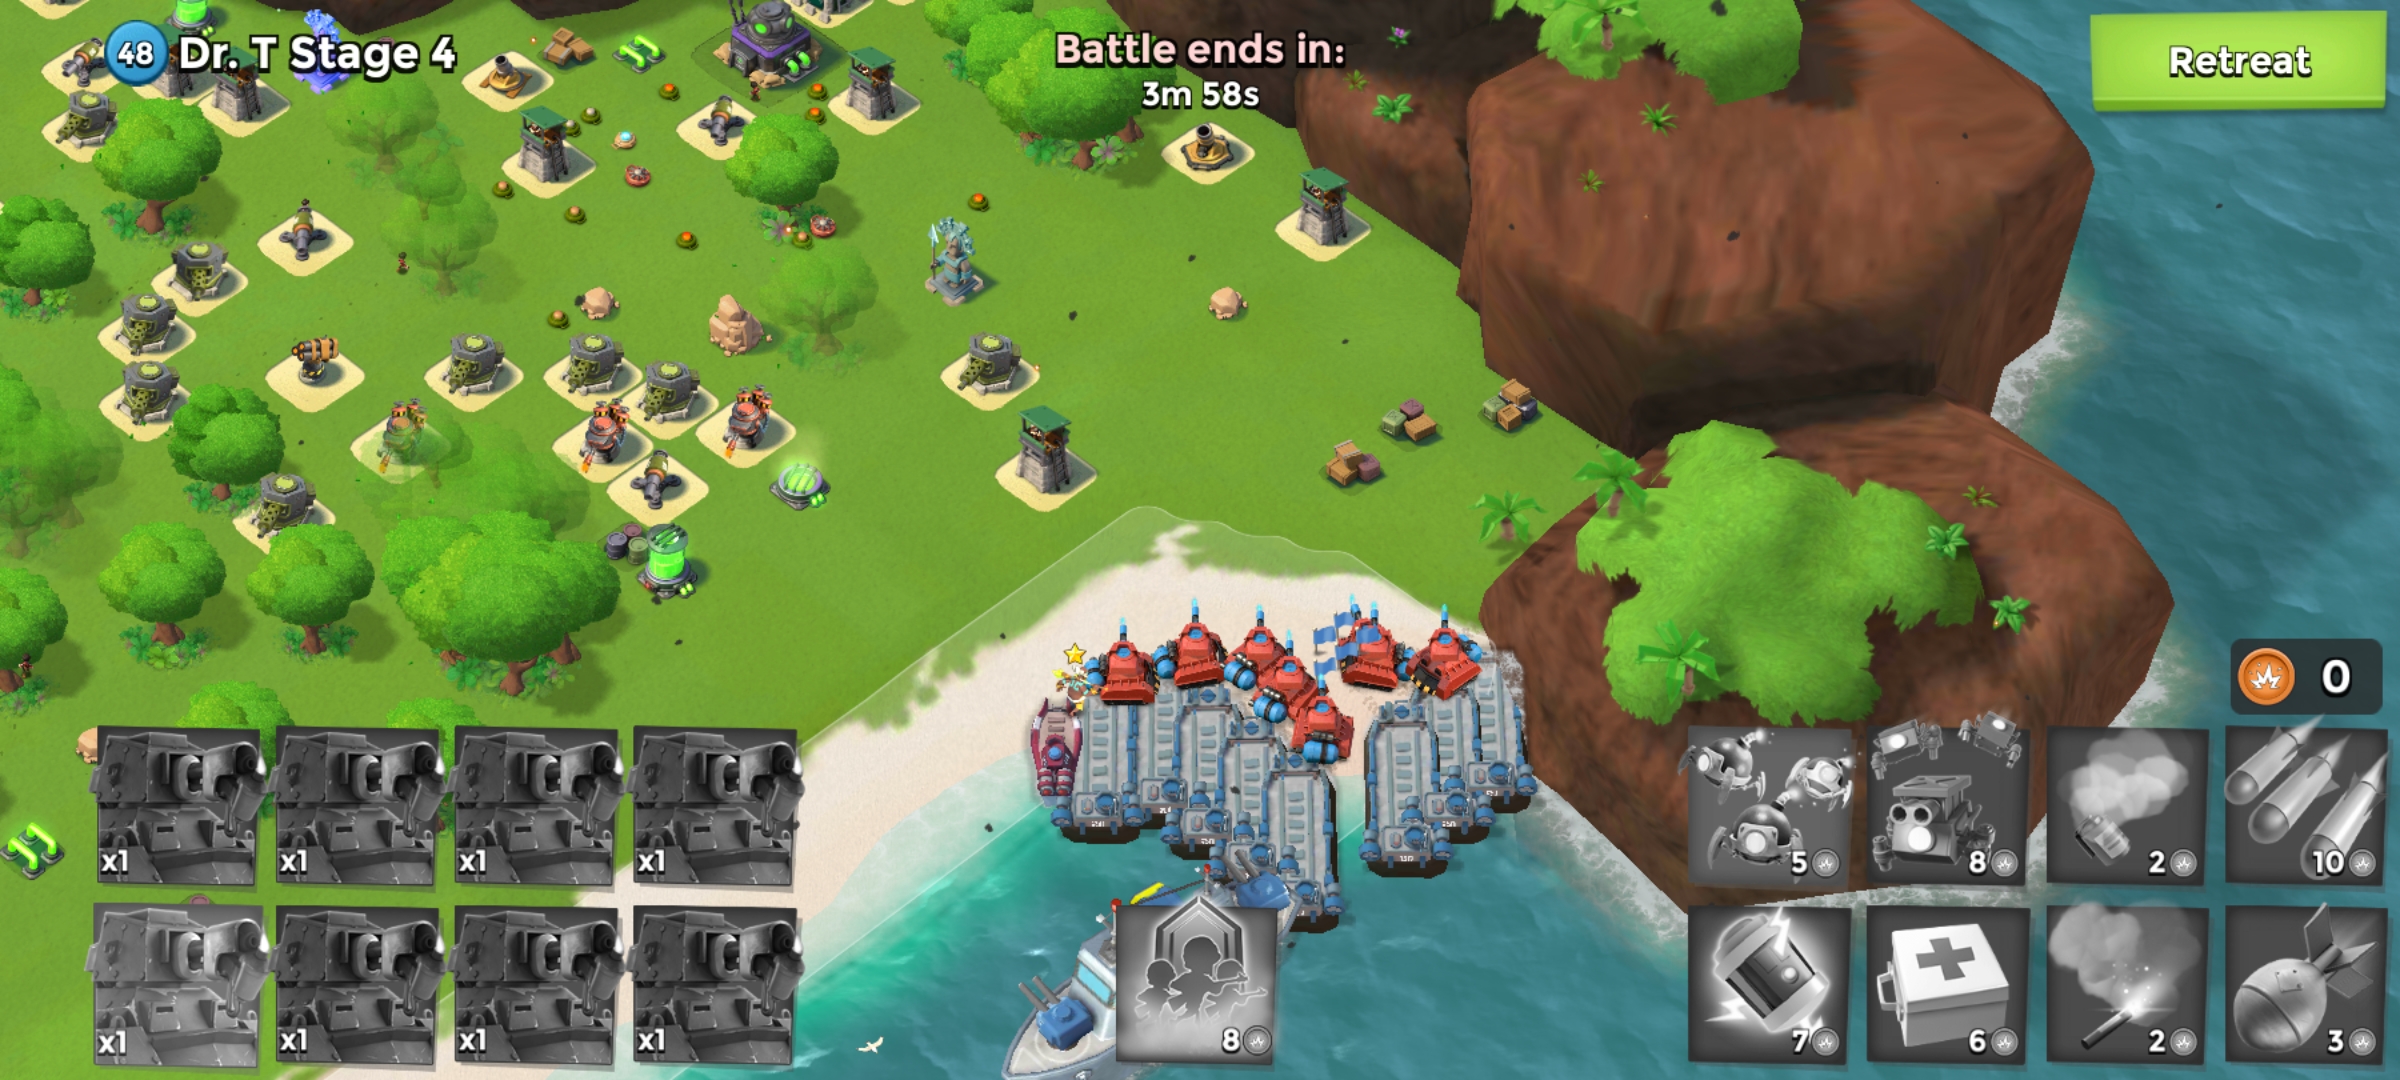 48 Dr. T Stage 4
Battle ends in:
3m 58s
Retreat
0
x1 x1 x1 x1
5 8 2 10
x1 x1 x1 x1
8
7 6 2 3